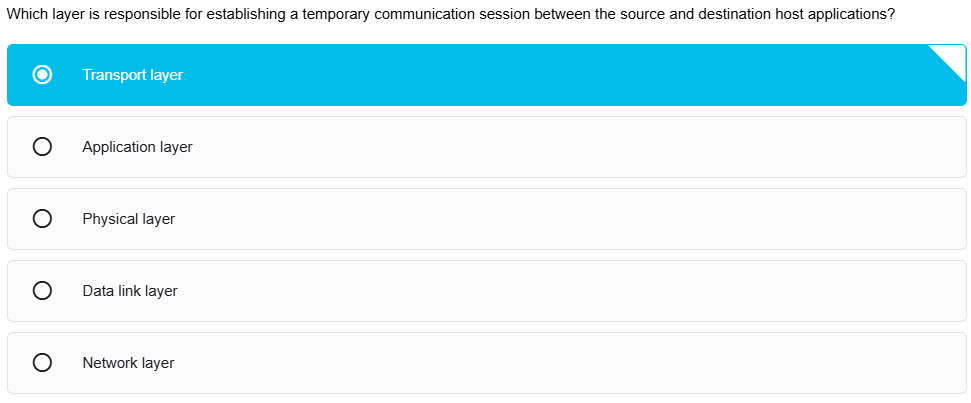 Which layer is responsible for establishing a temporary communication session between the source and destination host applications?
Transport layer
Application layer
Physical layer
Data link layer
Network layer